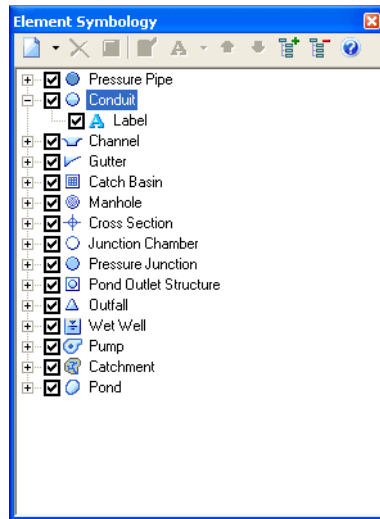 Element Symbology
Pressure Pipe
Conduit
Label
Channel
Gutter
Catch Basin
Manhole
Cross Section
Junction Chamber
Pressure Junction
Pond Outlet Structure
Outfall
Wet Well
Pump
Catchment
Pond